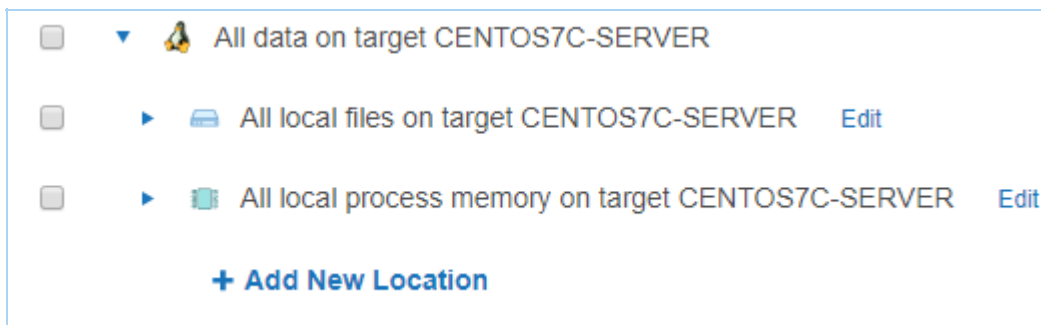 All data on target CENTOS7C-SERVER
All local files on target CENTOS7C-SERVER Edit
All local process memory on target CENTOS7C-SERVER Edit
+ Add New Location